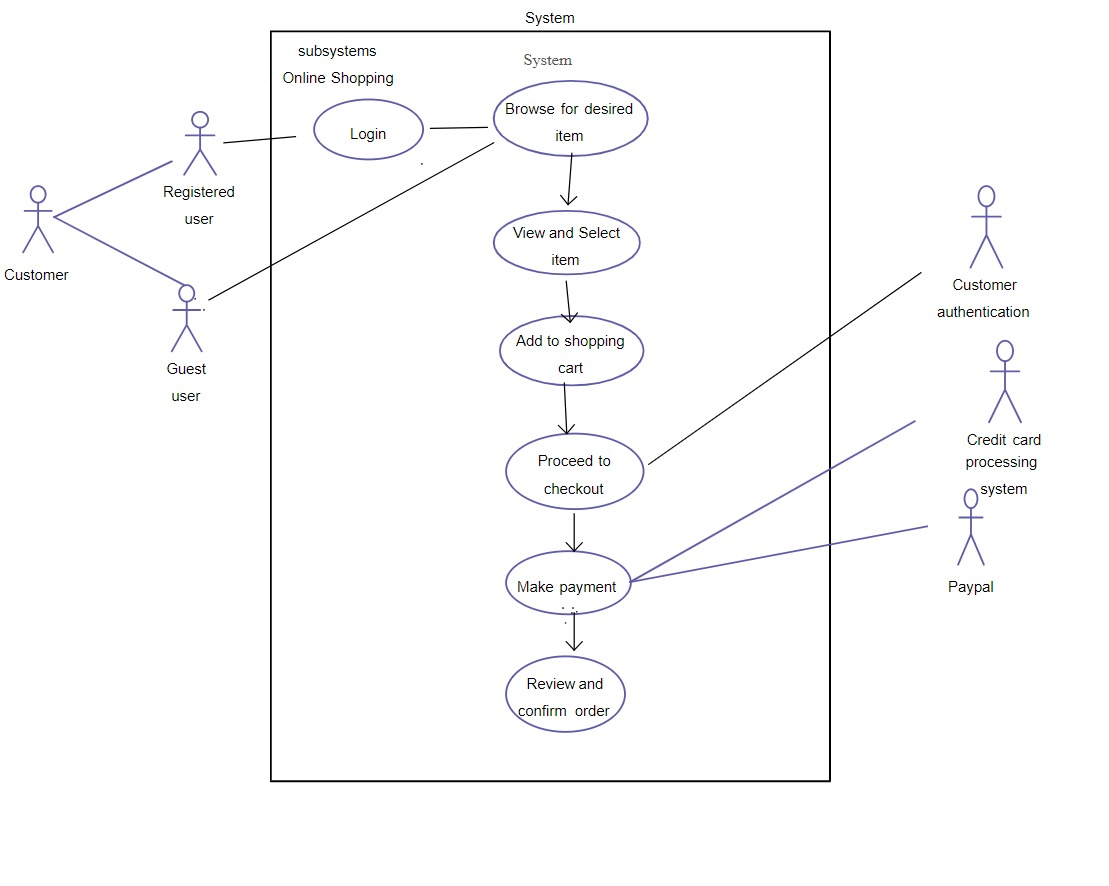 System
subsystems
Online Shopping
System
Browse for desired
item
Login
Registered
user
Customer
Guest
user
View and Select
item
Add to shopping
cart
Proceed to
checkout
Make payment
Review and
confirm order
Customer
authentication
Credit card
processing
system
Paypal